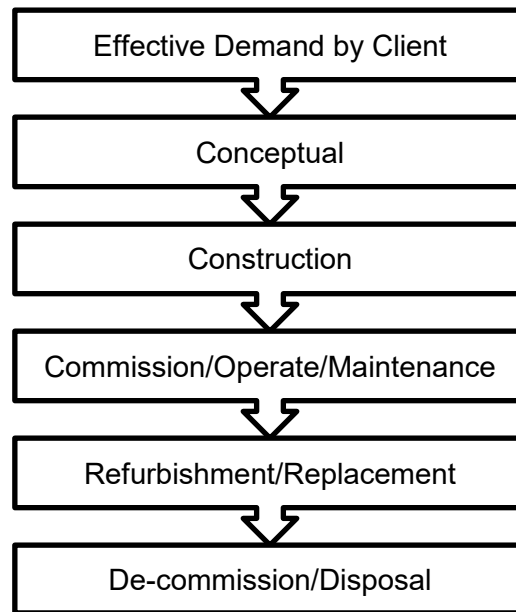 Effective Demand by Client
Conceptual
Construction
Commission/Operate/Maintenance
Refurbishment/Replacement
De-commission/Disposal